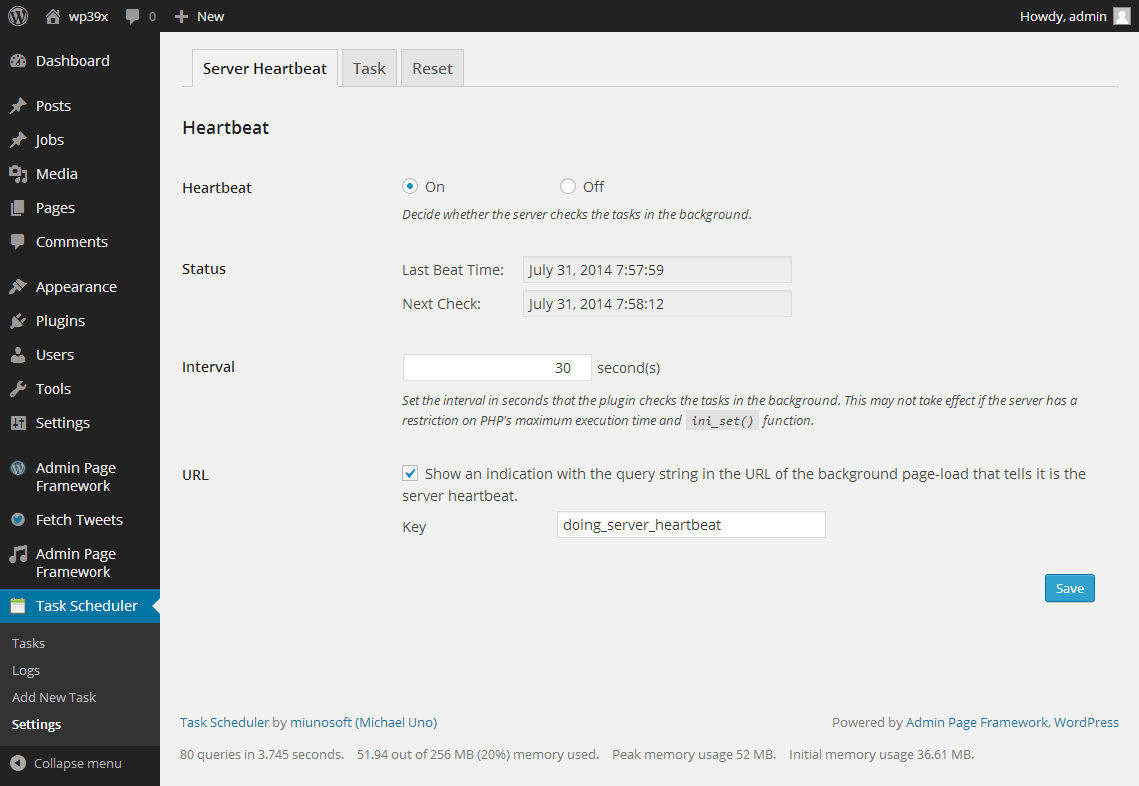 wp39x 0 New Howdy, admin
Dashboard
Posts
Jobs
Media
Pages
Comments
Appearance
Plugins
Users
Tools
Settings
Admin Page
Framework
Fetch Tweets
Admin Page
Framework
Task Scheduler
Tasks
Logs
Add New Task
Settings
Collapse menu
Server Heartbeat Task Reset
Heartbeat
Heartbeat On Off
Decide whether the server checks the tasks in the background.
Status Last Beat Time: July 31, 2014 7:57:59
Next Check: July 31, 2014 7:58:12
Interval 30 second(s)
Set the interval in seconds that the plugin checks the tasks in the background. This may not take effect if the server has a
restriction on PHP's maximum execution time and ini_set() function.
URL Show an indication with the query string in the URL of the background page-load that tells it is the
server heartbeat.
Key doing_server_heartbeat
Save
Task Scheduler by miunosoft (Michael Uno) Powered by Admin Page Framework, WordPress
80 queries in 3.745 seconds. 51.94 out of 256 MB (20%) memory used. Peak memory usage 52 MB. Initial memory usage 36.61 MB.